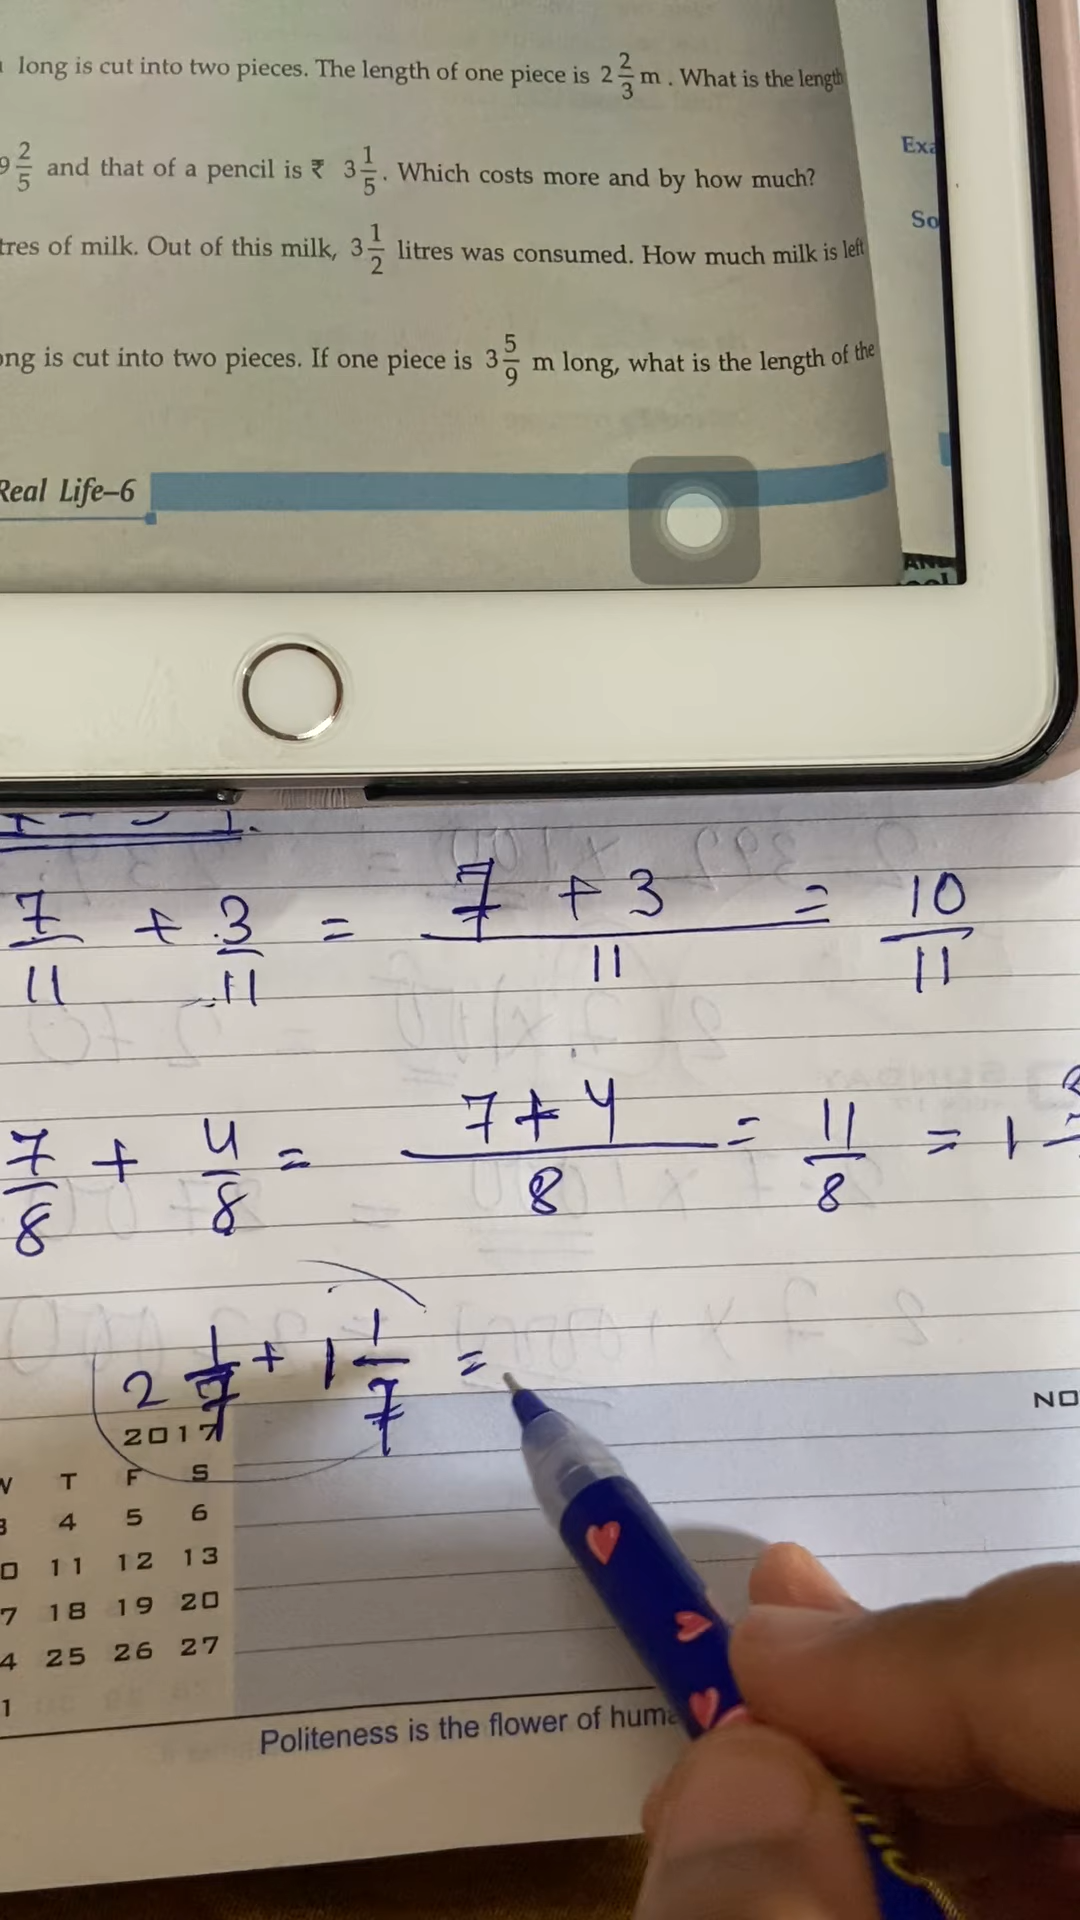 long is cut into two pieces. The length of one piece is 2 2/3 m . What is the length
9 2/5 and that of a pencil is ₹ 3 1/5. Which costs more and by how much?
tres of milk. Out of this milk, 3 1/2 litres was consumed. How much milk is left
ong is cut into two pieces. If one piece is 3 5/9 m long, what is the length of the
Real Life–6
Exa
So
7/11 + 3/11 = 7 + 3/11 = 10/11
7/8 + 4/8 = 7+4/8 = 11/8 = 1 3
2 1/7 + 1 1/7 =
NO
2017
T F S
4 5 6
11 12 13
7 18 19 20
4 25 26 27
1
Politeness is the flower of huma